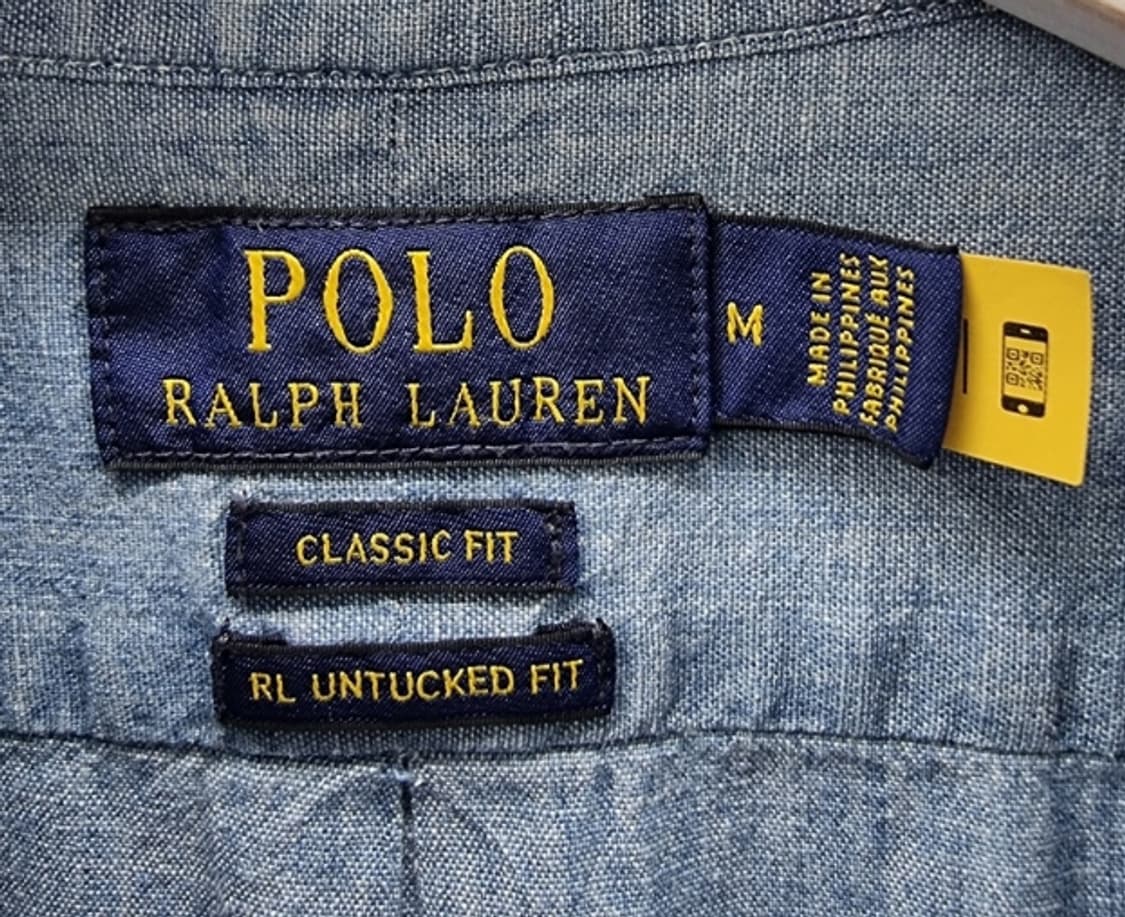 POLO
RALPH LAUREN
M
MADE IN
PHILIPPINES
FABRIQUÉ AUX
PHILIPPINES
CLASSIC FIT
RL UNTUCKED FIT